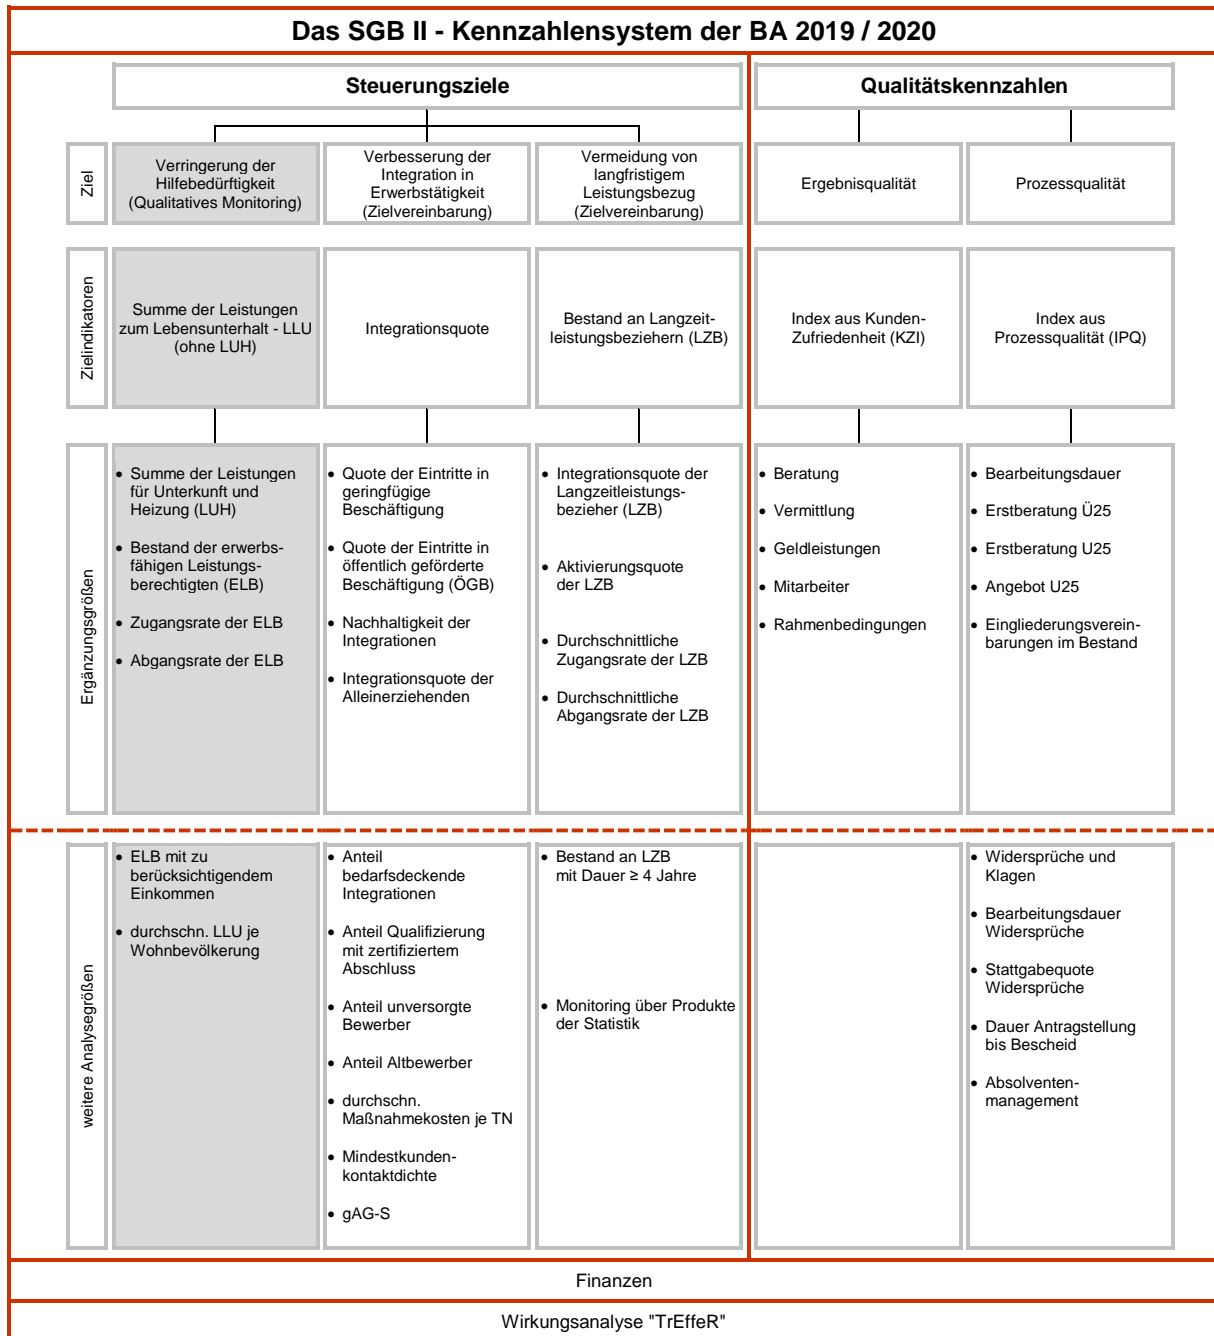 Das SGB II - Kennzahlensystem der BA 2019 / 2020
Steuerungsziele
Qualitätskennzahlen
Ziel
Verringerung der
Hilfebedürftigkeit
(Qualitatives Monitoring)
Verbesserung der
Integration in
Erwerbstätigkeit
(Zielvereinbarung)
Vermeidung von
langfristigem
Leistungsbezug
(Zielvereinbarung)
Ergebnisqualität
Prozessqualität
Zielindikatoren
Summe der Leistungen
zum Lebensunterhalt - LLU
(ohne LUH)
Integrationsquote
Bestand an Langzeit-
leistungsbeziehern (LZB)
Index aus Kunden-
Zufriedenheit (KZI)
Index aus
Prozessqualität (IPQ)
Ergänzungsgrößen
• Summe der Leistungen
für Unterkunft und
Heizung (LUH)
• Bestand der erwerbs-
fähigen Leistungs-
berechtigten (ELB)
• Zugangsrate der ELB
• Abgangsrate der ELB
• Quote der Eintritte in
geringfügige
Beschäftigung
• Quote der Eintritte in
öffentlich geförderte
Beschäftigung (ÖGB)
• Nachhaltigkeit der
Integrationen
• Integrationsquote der
Alleinerziehenden
• Integrationsquote der
Langzeitleistungs-
bezieher (LZB)
• Aktivierungsquote
der LZB
• Durchschnittliche
Zugangsrate der LZB
• Durchschnittliche
Abgangsrate der LZB
• Beratung
• Vermittlung
• Geldleistungen
• Mitarbeiter
• Rahmenbedingungen
• Bearbeitungsdauer
• Erstberatung Ü25
• Erstberatung U25
• Angebot U25
• Eingliederungsverein-
barungen im Bestand
weitere Analysegrößen
• ELB mit zu
berücksichtigendem
Einkommen
• durchschn. LLU je
Wohnbevölkerung
• Anteil
bedarfsdeckende
Integrationen
• Anteil Qualifizierung
mit zertifiziertem
Abschluss
• Anteil unversorgte
Bewerber
• Anteil Altbewerber
• durchschn.
Maßnahmekosten je TN
• Mindestkunden-
kontaktdichte
• gAG-S
• Bestand an LZB
mit Dauer ≥ 4 Jahre
• Monitoring über Produkte
der Statistik
• Widersprüche und
Klagen
• Bearbeitungsdauer
Widersprüche
• Stattgabequote
Widersprüche
• Dauer Antragstellung
bis Bescheid
• Absolventen-
management
Finanzen
Wirkungsanalyse "TrEffeR"